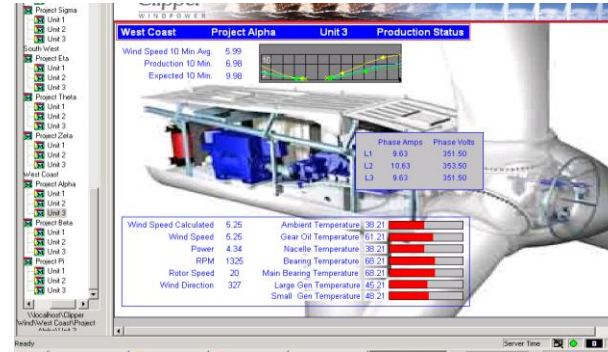 Project Sigma
Unit 1
Unit 2
Unit 3
South West
Project Eta
Unit 1
Unit 2
Unit 3
Project Theta
Unit 1
Unit 2
Unit 3
Project Zeta
Unit 1
Unit 2
Unit 3
West Coast
Project Alpha
Unit 1
Unit 2
Unit 3
Project Beta
Unit 1
Unit 2
Unit 3
Project Pi
Unit 1
Unit 2
Unit 3
\\localhost\Clipper
Wind\West Coast\Project
Alpha\Unit 3
Clipper
WINDPOWER
West Coast Project Alpha Unit 3 Production Status
Wind Speed 10 Min Avg. 5.99
Production 10 Min. 6.98
Expected 10 Min. 9.98
10
Phase Amps Phase Volts
L1 9.63 351.50
L2 10.63 353.50
L3 9.63 351.50
Wind Speed Calculated 5.25
Wind Speed 5.25
Power 4.34
RPM 1325
Rotor Speed 20
Wind Direction 327
Ambient Temperature 38.21
Gear Oil Temperature 61.21
Nacelle Temperature 38.21
Bearing Temperature 68.21
Main Bearing Temperature 68.21
Large Gen Temperature 45.21
Small Gen Temperature 48.21
Ready
Server Time